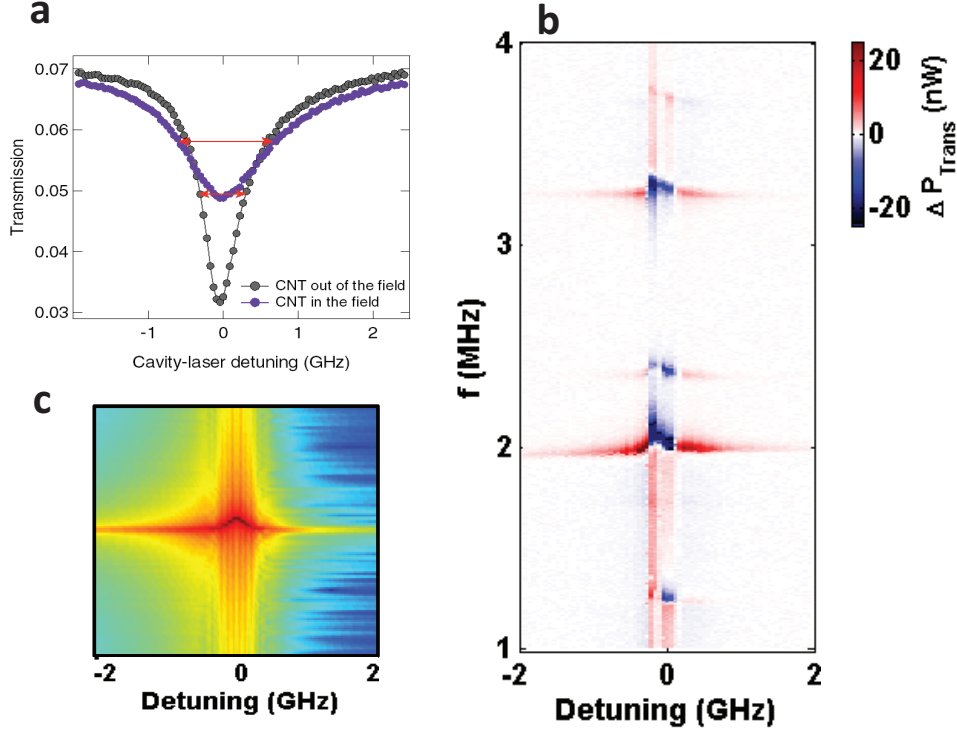 a
0.07
0.06
0.05
0.04
0.03
Transmission
-1
0
1
2
Cavity-laser detuning (GHz)
CNT out of the field
CNT in the field
b
4
3
2
1
f (MHz)
-2
0
2
Detuning (GHz)
20
0
-20
Δ P_Trans (nW)
c
-2
0
2
Detuning (GHz)